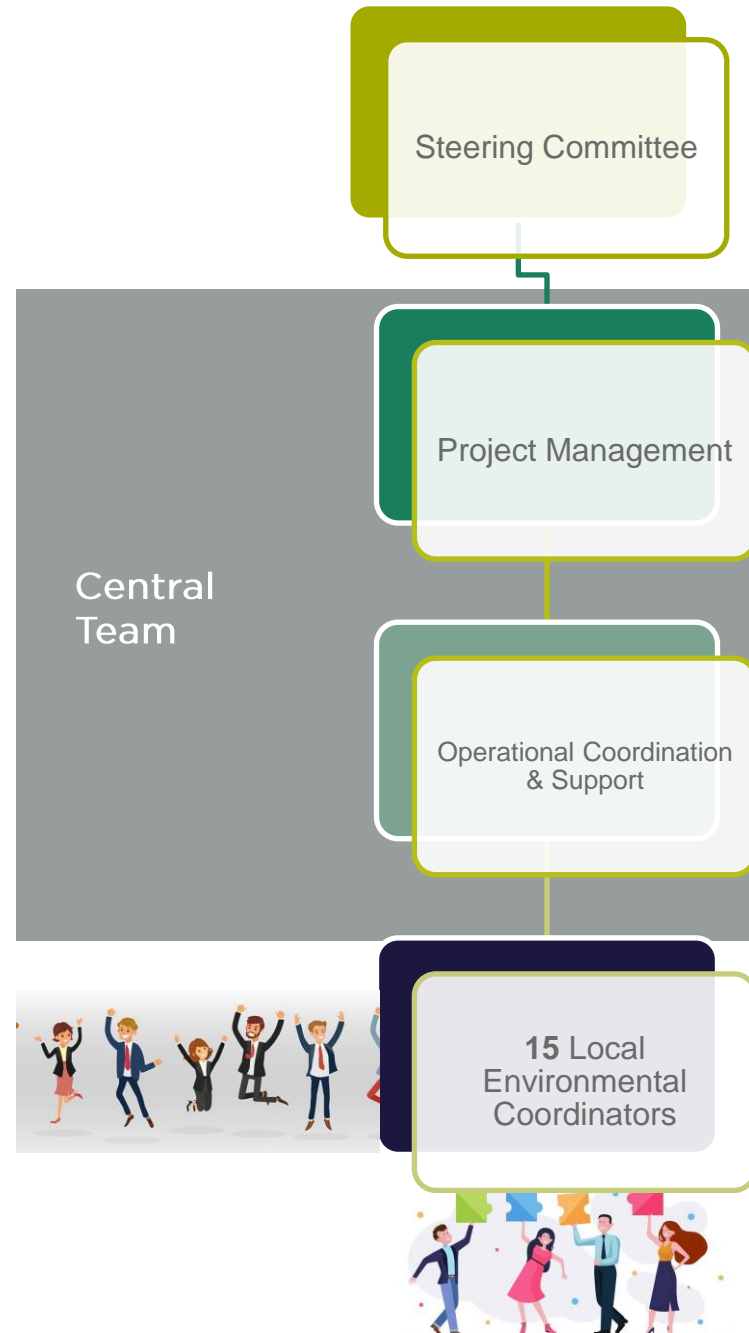 Steering Committee
Project Management
Central
Team
Operational Coordination
& Support
15 Local
Environmental
Coordinators